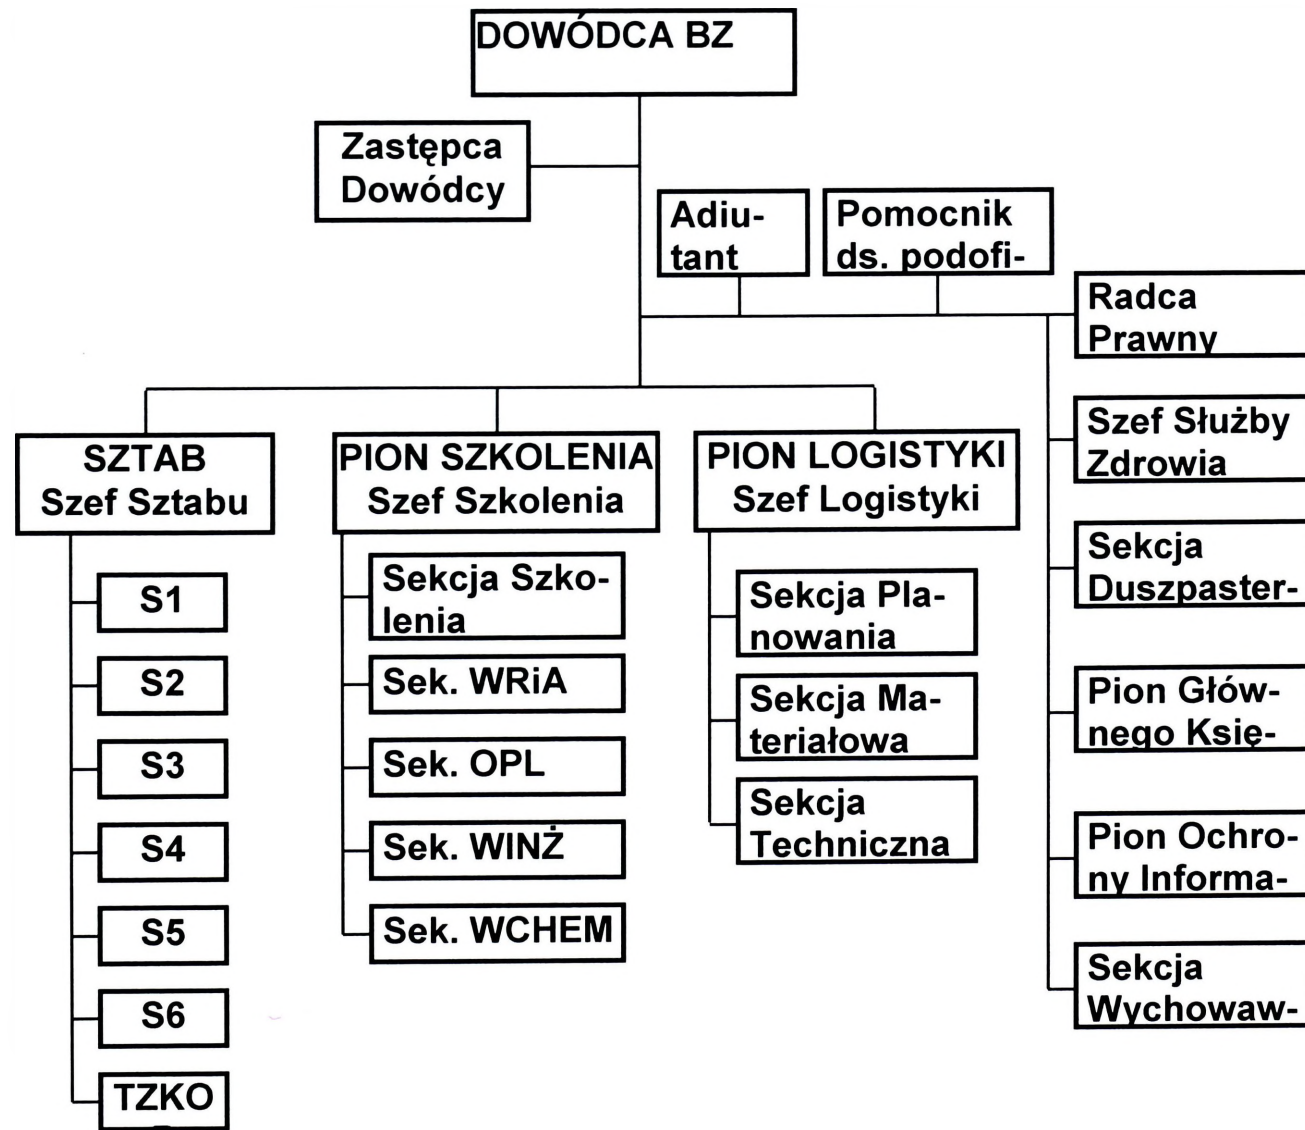 DOWÓDCA BZ
Zastępca
Dowódcy
Adiu-
tant
Pomocnik
ds. podofi-
Radca
Prawny
Szef Służby
Zdrowia
Sekcja
Duszpaster-
Pion Głów-
nego Księ-
Pion Ochro-
ny Informa-
Sekcja
Wychowaw-
SZTAB
Szef Sztabu
S1
S2
S3
S4
S5
S6
TZKO
PION SZKOLENIA
Szef Szkolenia
Sekcja Szko-
lenia
Sek. WRiA
Sek. OPL
Sek. WINŻ
Sek. WCHEM
PION LOGISTYKI
Szef Logistyki
Sekcja Pla-
nowania
Sekcja Ma-
teriałowa
Sekcja
Techniczna